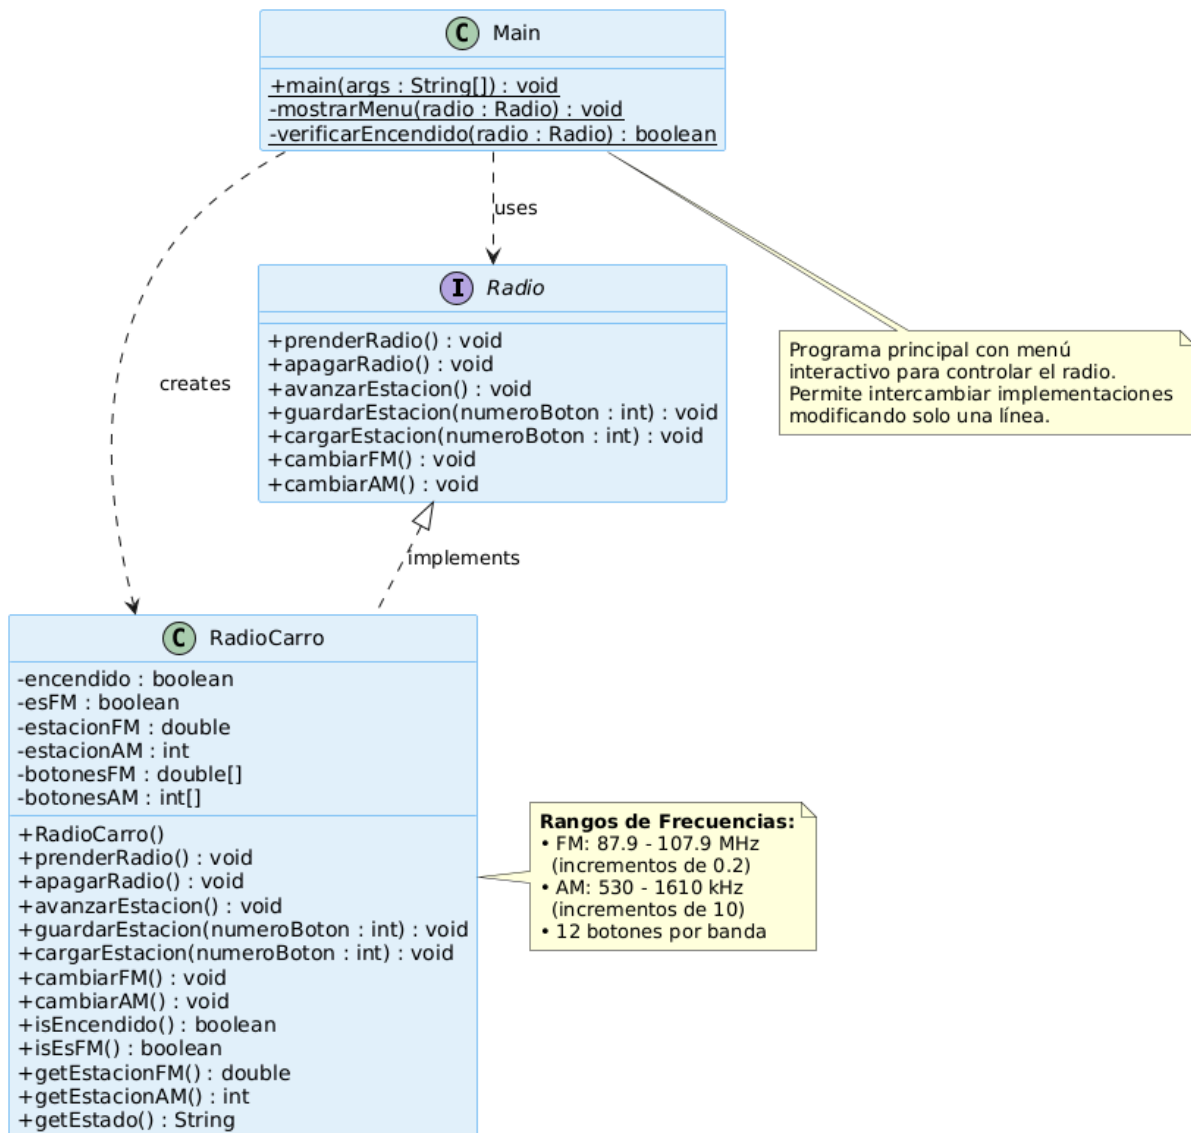 C Main
+main(args : String[]) : void
-mostrarMenu(radio : Radio) : void
-verificarEncendido(radio : Radio) : boolean
uses
I Radio
+prenderRadio() : void
+apagarRadio() : void
+avanzarEstacion() : void
+guardarEstacion(numeroBoton : int) : void
+cargarEstacion(numeroBoton : int) : void
+cambiarFM() : void
+cambiarAM() : void
Programa principal con menú
interactivo para controlar el radio.
Permite intercambiar implementaciones
modificando solo una línea.
creates
implements
C RadioCarro
-encendido : boolean
-esFM : boolean
-estacionFM : double
-estacionAM : int
-botonesFM : double[]
-botonesAM : int[]
+RadioCarro()
+prenderRadio() : void
+apagarRadio() : void
+avanzarEstacion() : void
+guardarEstacion(numeroBoton : int) : void
+cargarEstacion(numeroBoton : int) : void
+cambiarFM() : void
+cambiarAM() : void
+isEncendido() : boolean
+isEsFM() : boolean
+getEstacionFM() : double
+getEstacionAM() : int
+getEstado() : String
Rangos de Frecuencias:
• FM: 87.9 - 107.9 MHz
(incrementos de 0.2)
• AM: 530 - 1610 kHz
(incrementos de 10)
• 12 botones por banda